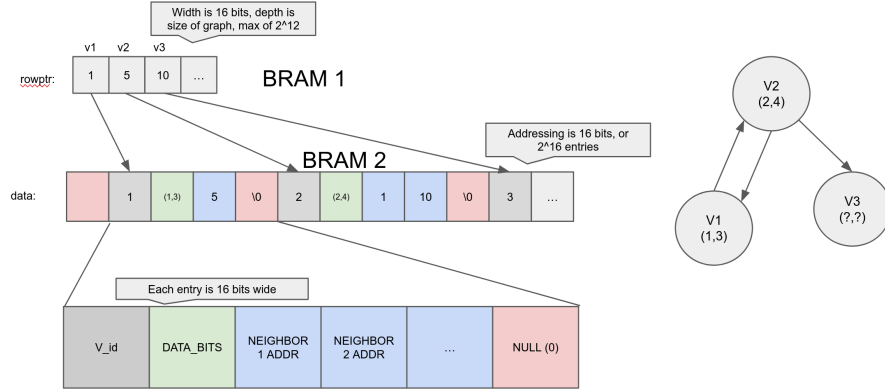 Width is 16 bits, depth is
size of graph, max of 2^12
v1 v2 v3
rowptr: 1 5 10 ...
BRAM 1
V2
(2,4)
Addressing is 16 bits, or
2^16 entries
BRAM 2
data: 1 (1,3) 5 \0 2 (2,4) 1 10 \0 3 ...
V1
(1,3)
V3
(?,?)
Each entry is 16 bits wide
V_id DATA_BITS NEIGHBOR NEIGHBOR ... NULL (0)
1 ADDR 2 ADDR